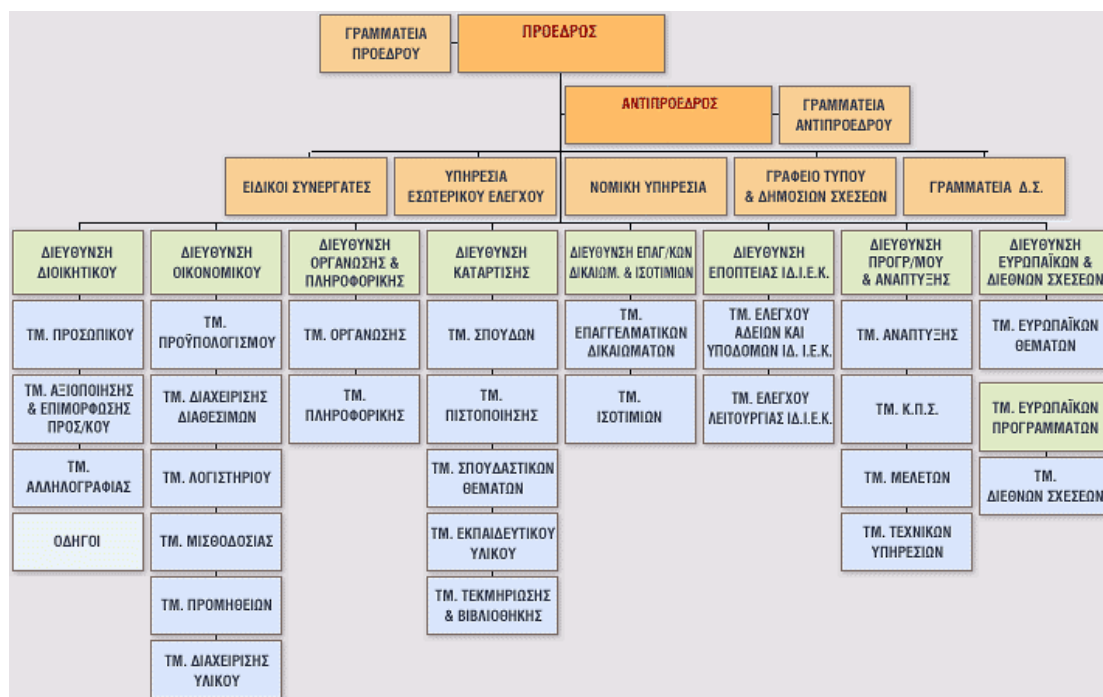 ΓΡΑΜΜΑΤΕΙΑ
ΠΡΟΕΔΡΟΥ
ΠΡΟΕΔΡΟΣ
ΑΝΤΙΠΡΟΕΔΡΟΣ
ΓΡΑΜΜΑΤΕΙΑ
ΑΝΤΙΠΡΟΕΔΡΟΥ
ΕΙΔΙΚΟΙ ΣΥΝΕΡΓΑΤΕΣ
ΥΠΗΡΕΣΙΑ
ΕΣΩΤΕΡΙΚΟΥ ΕΛΕΓΧΟΥ
ΝΟΜΙΚΗ ΥΠΗΡΕΣΙΑ
ΓΡΑΦΕΙΟ ΤΥΠΟΥ
& ΔΗΜΟΣΙΩΝ ΣΧΕΣΕΩΝ
ΓΡΑΜΜΑΤΕΙΑ Δ.Σ.
ΔΙΕΥΘΥΝΣΗ
ΔΙΟΙΚΗΤΙΚΟΥ
ΤΜ. ΠΡΟΣΩΠΙΚΟΥ
ΤΜ. ΑΞΙΟΠΟΙΗΣΗΣ
& ΕΠΙΜΟΡΦΩΣΗΣ
ΠΡΟΣ/ΚΟΥ
ΤΜ.
ΑΛΛΗΛΟΓΡΑΦΙΑΣ
ΟΔΗΓΟΙ
ΔΙΕΥΘΥΝΣΗ
ΟΙΚΟΝΟΜΙΚΟΥ
ΤΜ.
ΠΡΟΫΠΟΛΟΓΙΣΜΟΥ
ΤΜ. ΔΙΑΧΕΙΡΙΣΗΣ
ΔΙΑΘΕΣΙΜΩΝ
ΤΜ. ΛΟΓΙΣΤΗΡΙΟΥ
ΤΜ. ΜΙΣΘΟΔΟΣΙΑΣ
ΤΜ. ΠΡΟΜΗΘΕΙΩΝ
ΤΜ. ΔΙΑΧΕΙΡΙΣΗΣ
ΥΛΙΚΟΥ
ΔΙΕΥΘΥΝΣΗ
ΟΡΓΑΝΩΣΗΣ &
ΠΛΗΡΟΦΟΡΙΚΗΣ
ΤΜ. ΟΡΓΑΝΩΣΗΣ
ΤΜ.
ΠΛΗΡΟΦΟΡΙΚΗΣ
ΔΙΕΥΘΥΝΣΗ
ΚΑΤΑΡΤΙΣΗΣ
ΤΜ. ΣΠΟΥΔΩΝ
ΤΜ.
ΠΙΣΤΟΠΟΙΗΣΗΣ
ΤΜ. ΣΠΟΥΔΑΣΤΙΚΩΝ
ΘΕΜΑΤΩΝ
ΤΜ. ΕΚΠΑΙΔΕΥΤΙΚΟΥ
ΥΛΙΚΟΥ
ΤΜ. ΤΕΚΜΗΡΙΩΣΗΣ
& ΒΙΒΛΙΟΘΗΚΗΣ
ΔΙΕΥΘΥΝΣΗ ΕΠΑΓ/ΚΩΝ
ΔΙΚΑΙΩΜ. & ΙΣΟΤΙΜΙΩΝ
ΤΜ.
ΕΠΑΓΓΕΛΜΑΤΙΚΩΝ
ΔΙΚΑΙΩΜΑΤΩΝ
ΤΜ.
ΙΣΟΤΙΜΙΩΝ
ΔΙΕΥΘΥΝΣΗ
ΕΠΟΠΤΕΙΑΣ ΙΔ.Ι.Ε.Κ.
ΤΜ. ΕΛΕΓΧΟΥ
ΑΔΕΙΩΝ ΚΑΙ
ΥΠΟΔΟΜΩΝ ΙΔ. Ι.Ε.Κ.
ΤΜ. ΕΛΕΓΧΟΥ
ΛΕΙΤΟΥΡΓΙΑΣ ΙΔ.Ι.Ε.Κ.
ΔΙΕΥΘΥΝΣΗ
ΠΡΟΓΡ/ΜΟΥ
& ΑΝΑΠΤΥΞΗΣ
ΤΜ. ΑΝΑΠΤΥΞΗΣ
ΤΜ. Κ.Π.Σ.
ΤΜ. ΜΕΛΕΤΩΝ
ΤΜ. ΤΕΧΝΙΚΩΝ
ΥΠΗΡΕΣΙΩΝ
ΔΙΕΥΘΥΝΣΗ
ΕΥΡΩΠΑΪΚΩΝ &
ΔΙΕΘΝΩΝ ΣΧΕΣΕΩΝ
ΤΜ. ΕΥΡΩΠΑΪΚΩΝ
ΘΕΜΑΤΩΝ
ΤΜ. ΕΥΡΩΠΑΪΚΩΝ
ΠΡΟΓΡΑΜΜΑΤΩΝ
ΤΜ.
ΔΙΕΘΝΩΝ ΣΧΕΣΕΩΝ